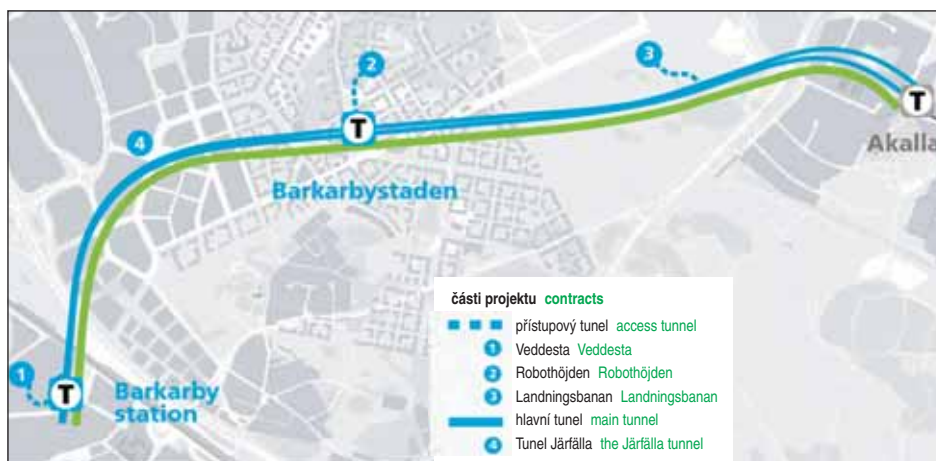 3
2
T
T
Akalla
4
Barkarbystaden
části projektu contracts
přístupový tunel access tunnel
1 Veddesta Veddesta
2 Robothöjden Robothöjden
3 Landningsbanan Landningsbanan
hlavní tunel main tunnel
4 Tunel Järfälla the Järfälla tunnel
1
T
Barkarby
station